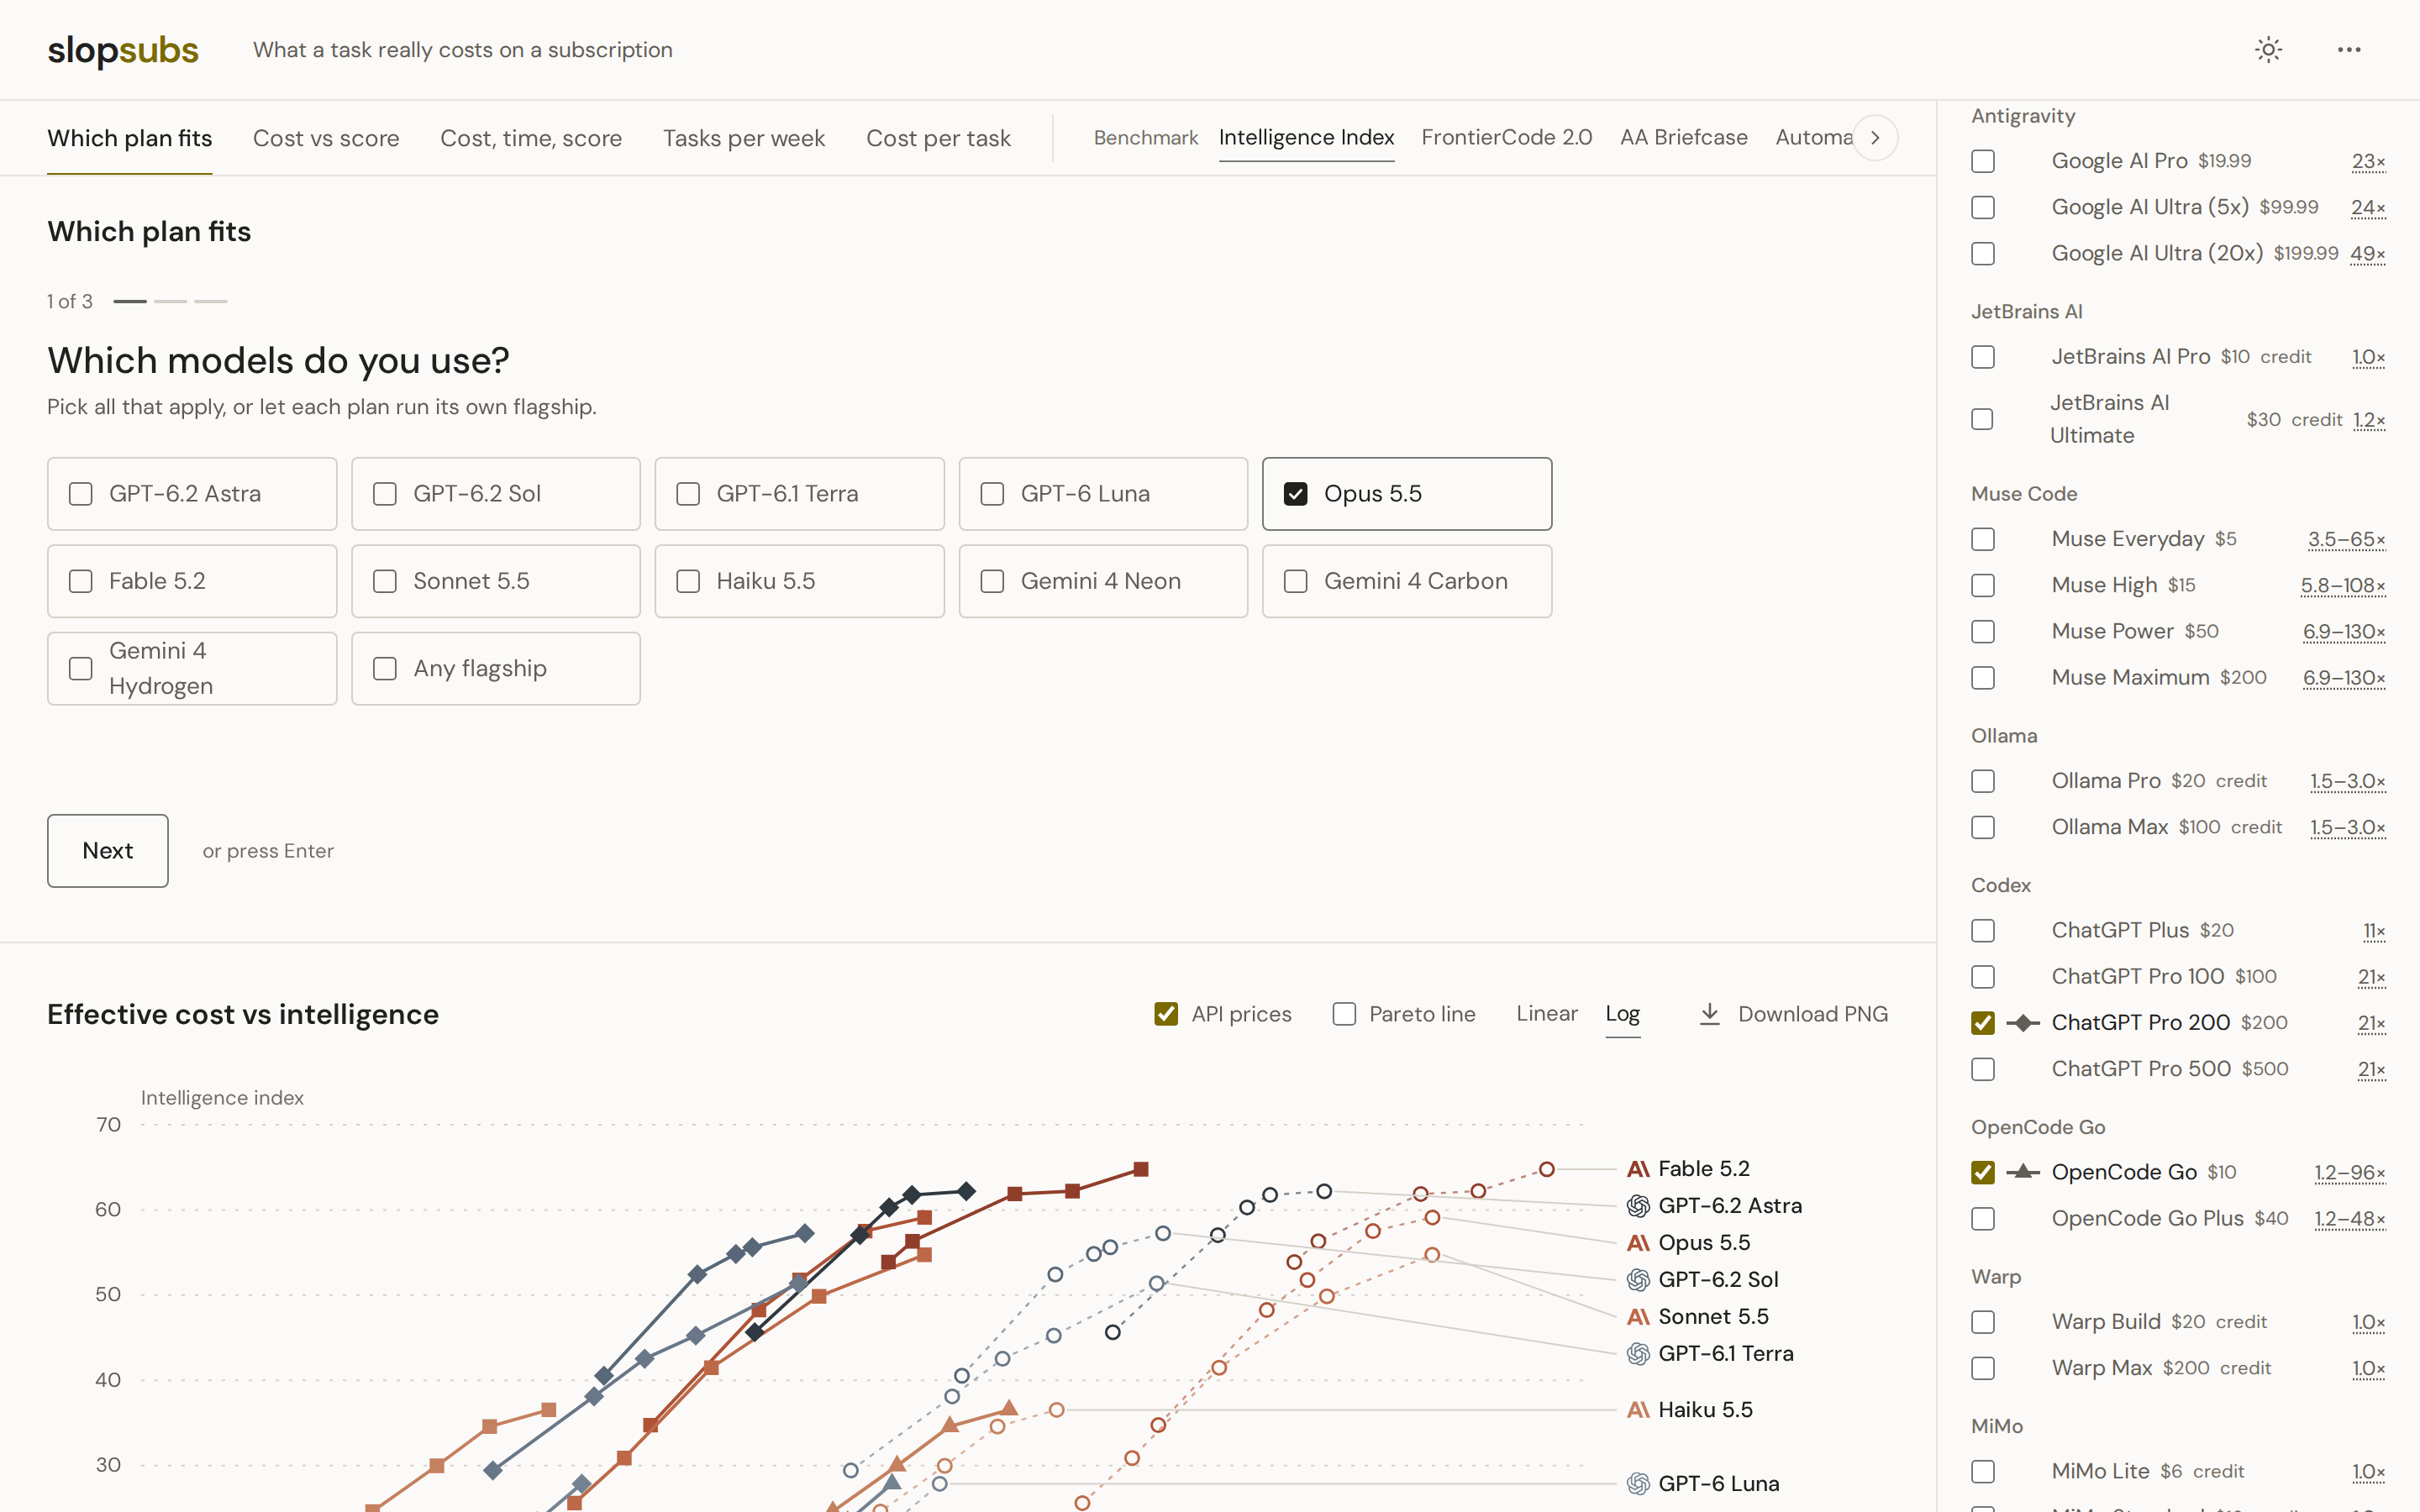 slopsubs
What a task really costs on a subscription
Which plan fits
Cost vs score
Cost, time, score
Tasks per week
Cost per task
Benchmark
Intelligence Index
FrontierCode 2.0
AA Briefcase
Automa
Which plan fits
1 of 3
Which models do you use?
Pick all that apply, or let each plan run its own flagship.
GPT-6.2 Astra
GPT-6.2 Sol
GPT-6.1 Terra
GPT-6 Luna
Opus 5.5
Fable 5.2
Sonnet 5.5
Haiku 5.5
Gemini 4 Neon
Gemini 4 Carbon
Gemini 4
Hydrogen
Any flagship
Next
or press Enter
Effective cost vs intelligence
API prices
Pareto line
Linear
Log
Download PNG
Intelligence index
70
60
50
40
30
Fable 5.2
GPT-6.2 Astra
Opus 5.5
GPT-6.2 Sol
Sonnet 5.5
GPT-6.1 Terra
Haiku 5.5
GPT-6 Luna
Antigravity
Google AI Pro $19.99 23×
Google AI Ultra (5x) $99.99 24×
Google AI Ultra (20x) $199.99 49×
JetBrains AI
JetBrains AI Pro $10 credit 1.0×
JetBrains AI
Ultimate $30 credit 1.2×
Muse Code
Muse Everyday $5 3.5–65×
Muse High $15 5.8–108×
Muse Power $50 6.9–130×
Muse Maximum $200 6.9–130×
Ollama
Ollama Pro $20 credit 1.5–3.0×
Ollama Max $100 credit 1.5–3.0×
Codex
ChatGPT Plus $20 11×
ChatGPT Pro 100 $100 21×
ChatGPT Pro 200 $200 21×
ChatGPT Pro 500 $500 21×
OpenCode Go
OpenCode Go $10 1.2–96×
OpenCode Go Plus $40 1.2–48×
Warp
Warp Build $20 credit 1.0×
Warp Max $200 credit 1.0×
MiMo
MiMo Lite $6 credit 1.0×